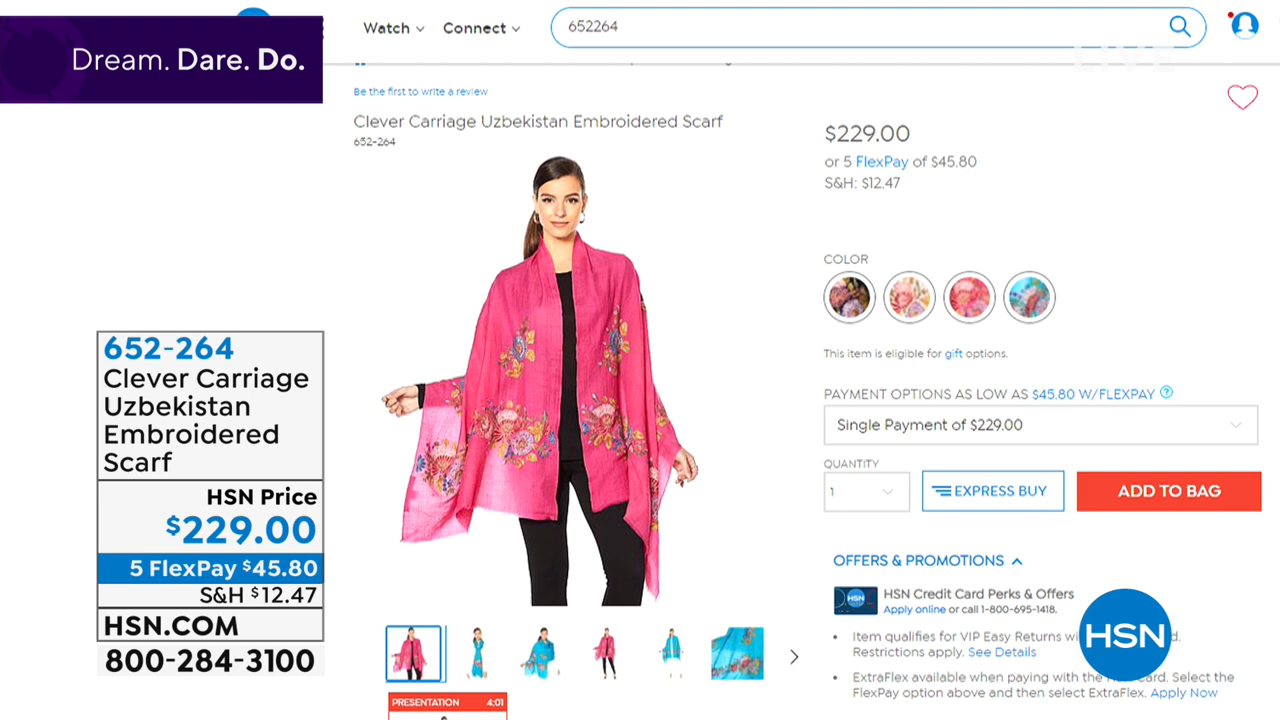 Dream. Dare. Do.
Watch
Connect
652264
LIVE
Be the first to write a review
Clever Carriage Uzbekistan Embroidered Scarf
652-264
$229.00
or 5 FlexPay of $45.80
S&H: $12.47
COLOR
This item is eligible for gift options.
PAYMENT OPTIONS AS LOW AS $45.80 W/FLEXPAY ?
Single Payment of $229.00
QUANTITY
1
EXPRESS BUY
ADD TO BAG
OFFERS & PROMOTIONS
HSN
HSN Credit Card Perks & Offers
Apply online or call 1-800-695-1418.
Item qualifies for VIP Easy Returns
Restrictions apply. See Details
ExtraFlex available when paying with the Card. Select the
FlexPay option above and then select ExtraFlex. Apply Now
HSN
652-264
Clever Carriage
Uzbekistan
Embroidered
Scarf
HSN Price
$229.00
5 FlexPay $45.80
S&H $12.47
HSN.COM
800-284-3100
PRESENTATION 4:01